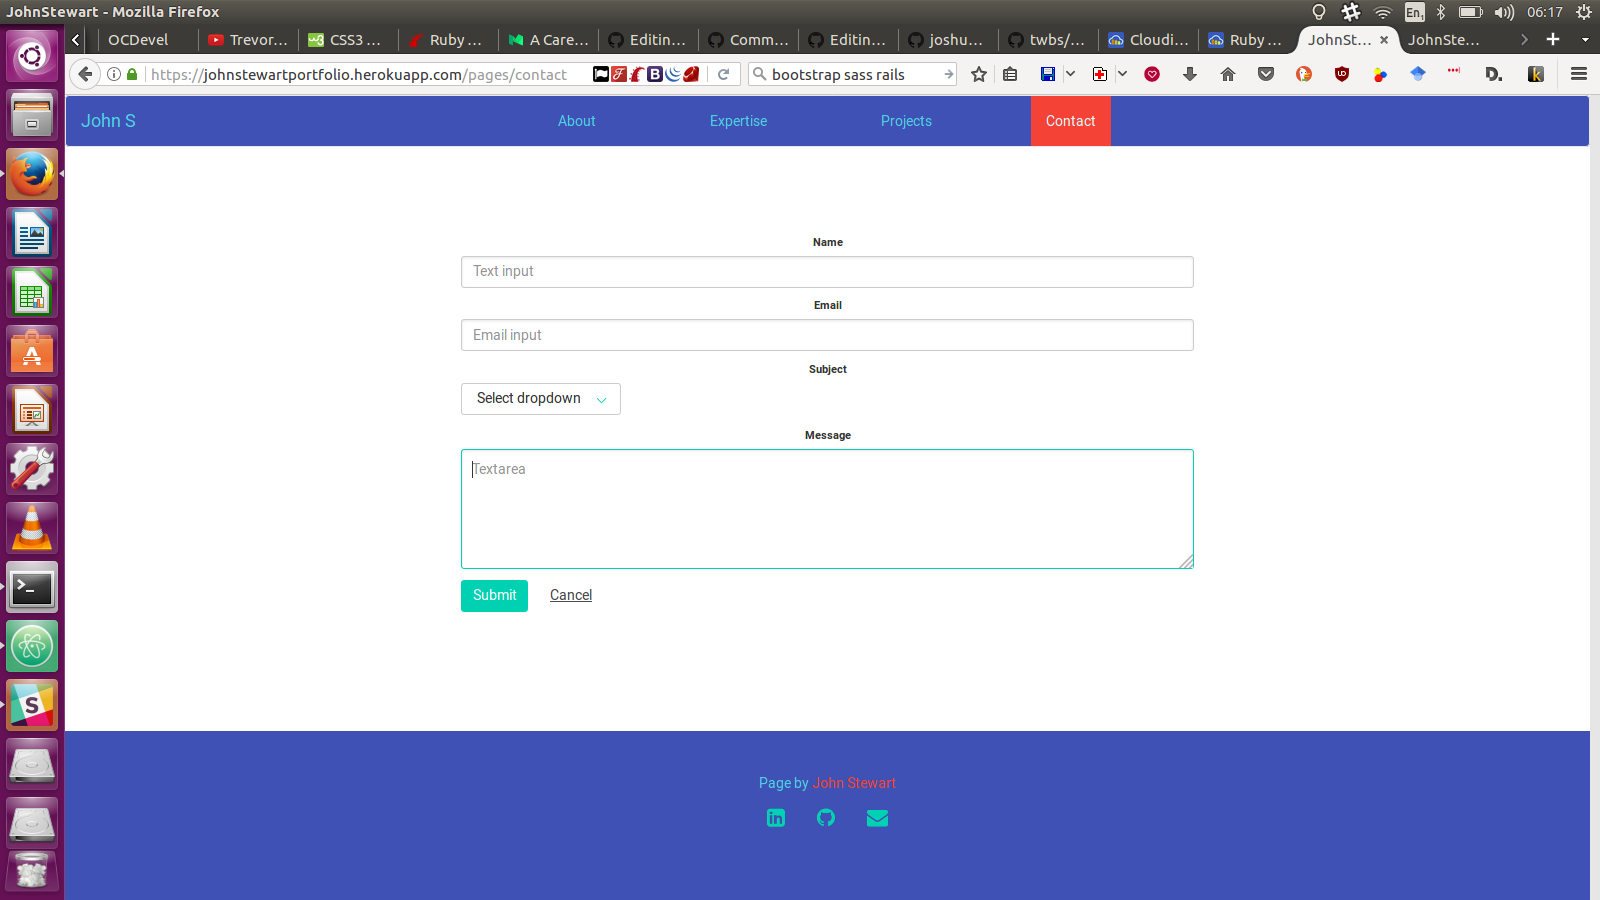 JohnStewart - Mozilla Firefox
En1
06:17
OCDevel
Trevor...
CSS3 ...
Ruby ...
A Care...
Editin...
Comm...
Editin...
joshu...
twbs/...
Cloudi...
Ruby ...
JohnSt...
JohnSte...
https://johnstewartportfolio.herokuapp.com/pages/contact
bootstrap sass rails
John S
About
Expertise
Projects
Contact
Name
Text input
Email
Email input
Subject
Select dropdown
Message
Textarea
Submit
Cancel
Page by John Stewart